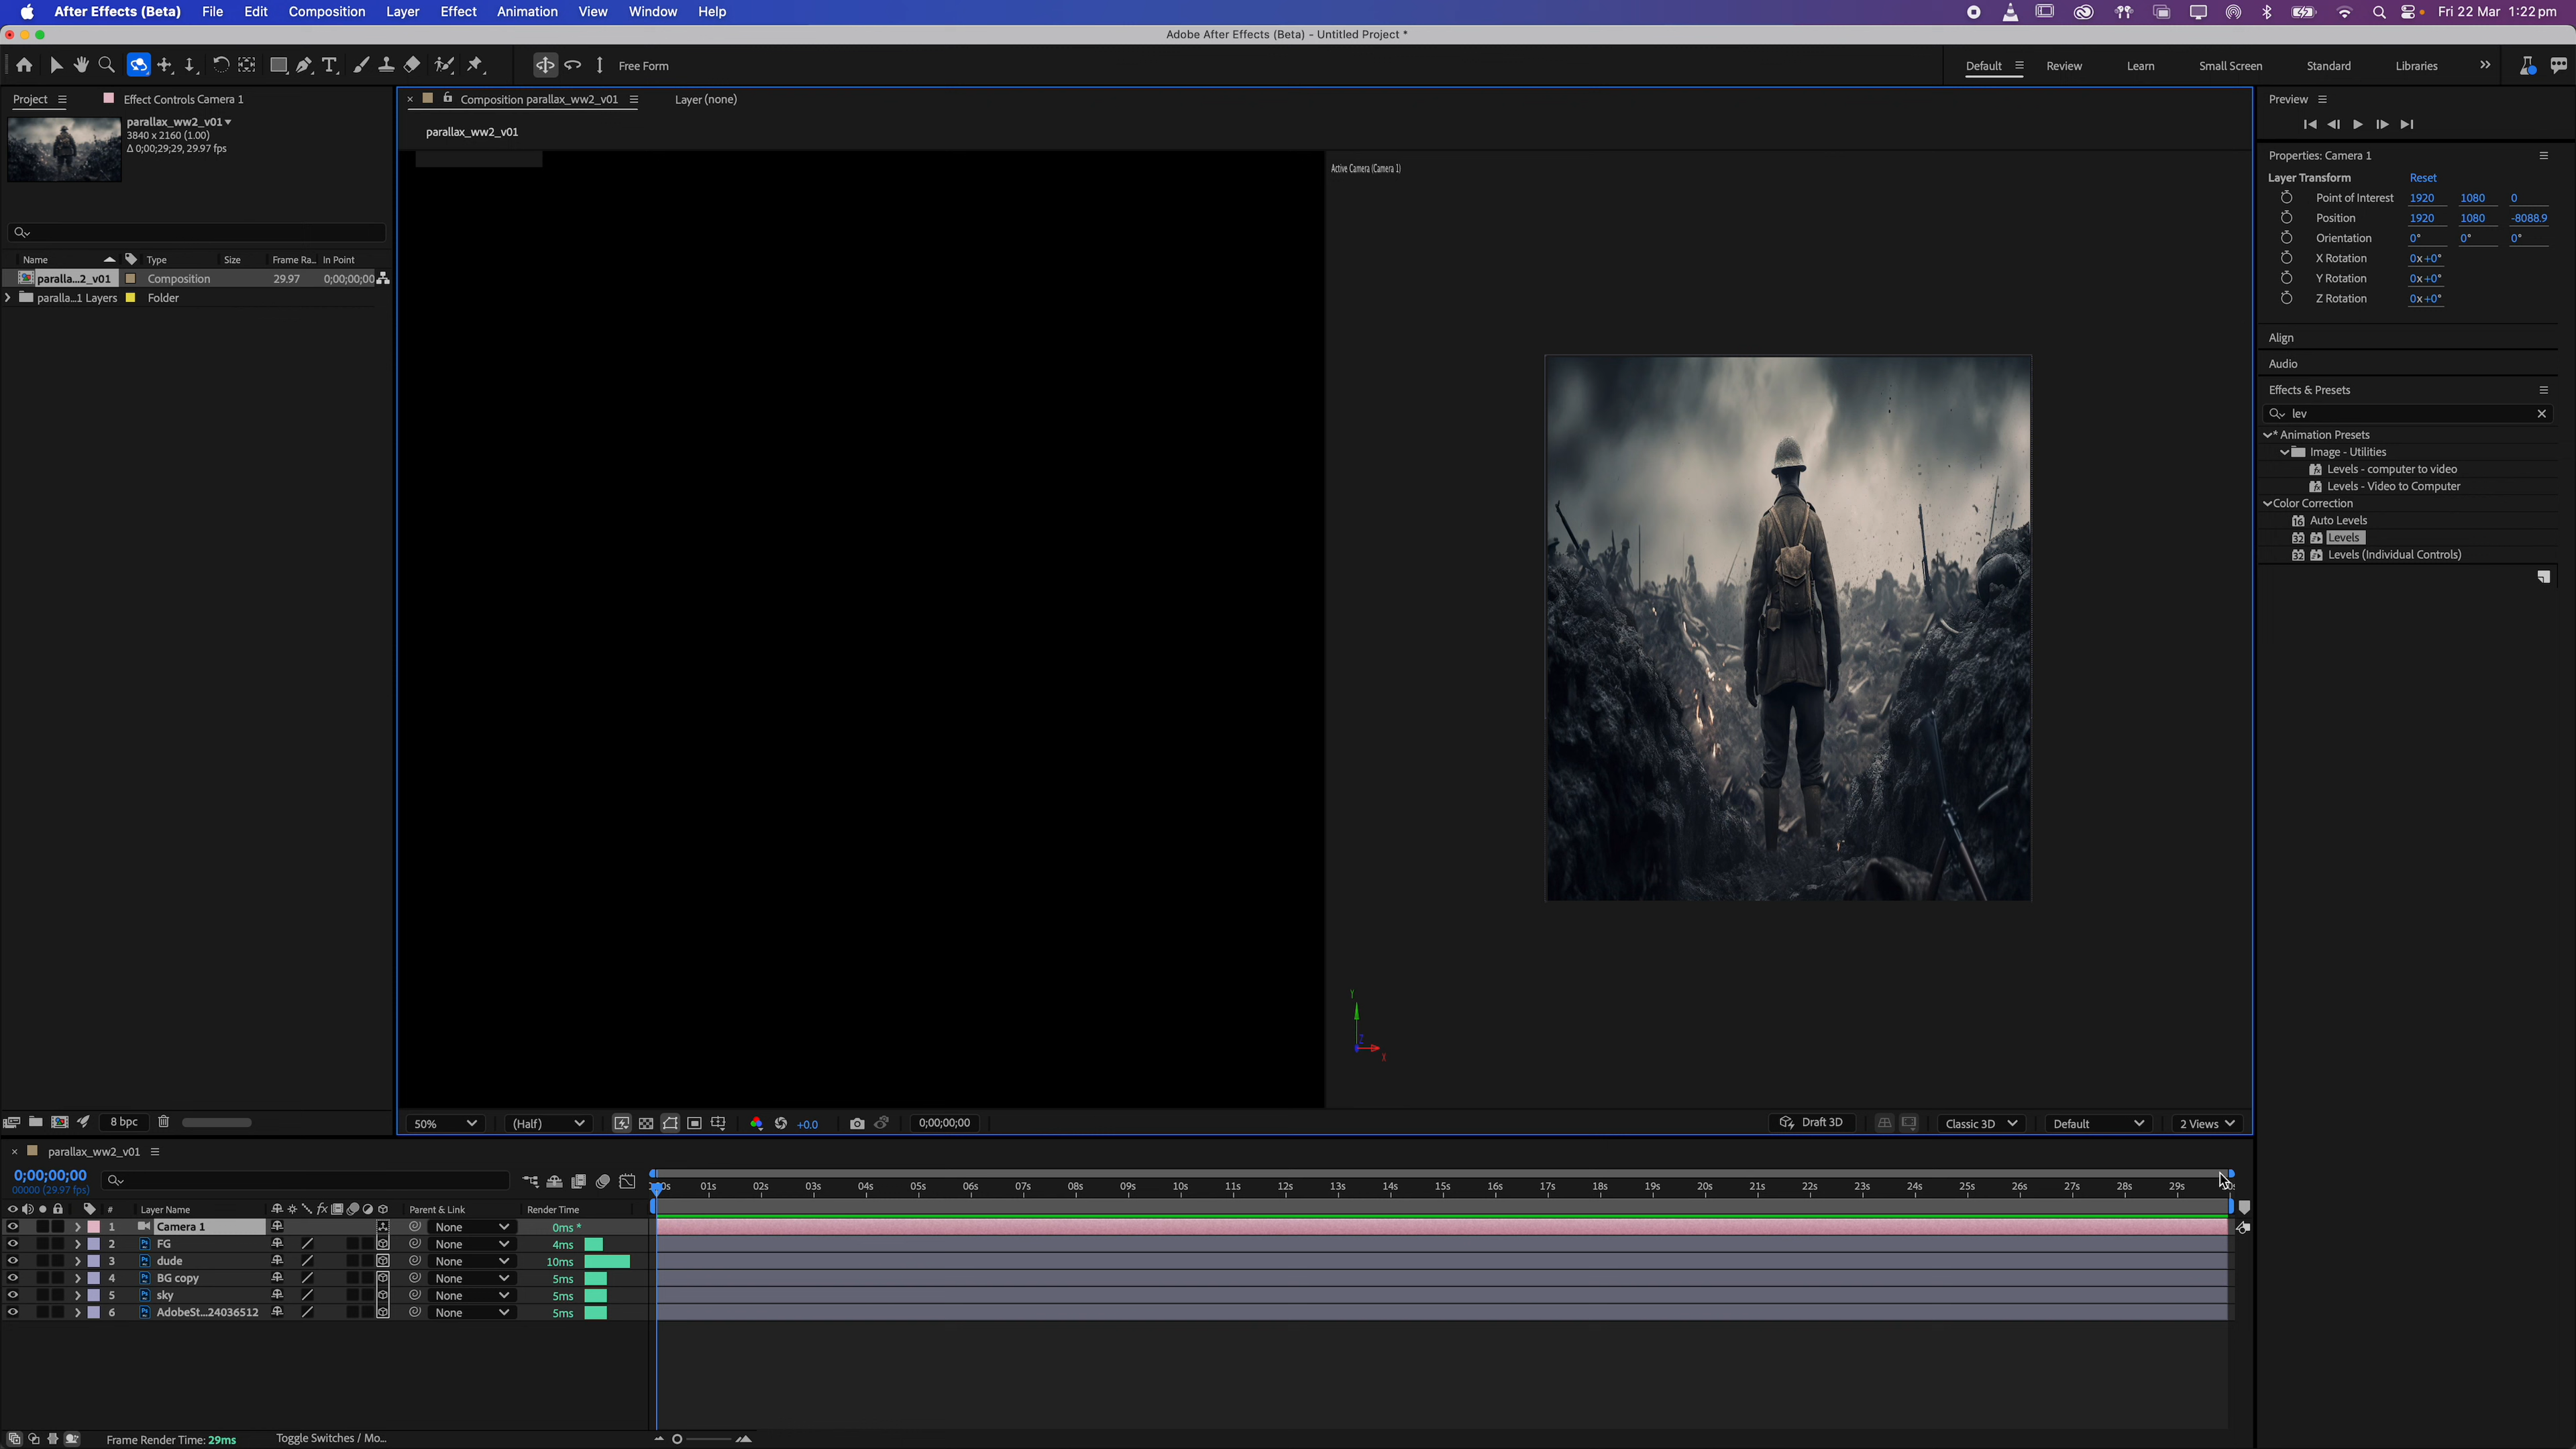 After Effects (Beta) File Edit Composition Layer Effect Animation View Window Help Fri 22 Mar 1:22 pm
Adobe After Effects (Beta) - Untitled Project *
Free Form Default Review Learn Small Screen Standard Libraries
Project Effect Controls Camera 1
parallax_ww2_v01
3840 x 2160 (1.00)
Δ 0;00;29;29, 29.97 fps
Name Type Size Frame Ra... In Point
paralla...2_v01 Composition 29.97 0;00;00;00
paralla...1 Layers Folder
8 bpc
Composition parallax_ww2_v01 Layer (none)
parallax_ww2_v01
Active Camera (Camera 1)
Y
Z
X
50% (Half) +0.0 0;00;00;00 Draft 3D Classic 3D Default 2 Views
Preview
Properties: Camera 1
Layer Transform Reset
Point of Interest 1920 1080 0
Position 1920 1080 -8088.9
Orientation 0° 0° 0°
X Rotation 0x+0°
Y Rotation 0x+0°
Z Rotation 0x+0°
Align
Audio
Effects & Presets
lev
* Animation Presets
Image - Utilities
Levels - computer to video
Levels - Video to Computer
Color Correction
16 Auto Levels
32 Levels
32 Levels (Individual Controls)
parallax_ww2_v01
0;00;00;00
00000 (29.97 fps)
01s 02s 03s 04s 05s 06s 07s 08s 09s 10s 11s 12s 13s 14s 15s 16s 17s 18s 19s 20s 21s 22s 23s 24s 25s 26s 27s 28s 29s
# Layer Name fx Parent & Link Render Time
1 Camera 1 None 0ms *
2 FG None 4ms
3 dude None 10ms
4 BG copy None 5ms
5 sky None 5ms
6 AdobeSt...24036512 None 5ms
Frame Render Time: 29ms Toggle Switches / Mo...